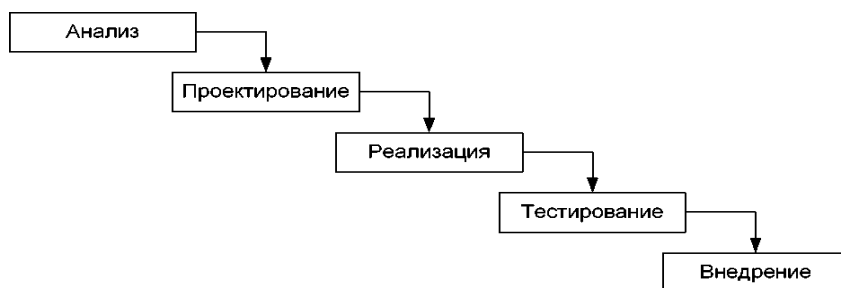 Анализ
Проектирование
Реализация
Тестирование
Внедрение